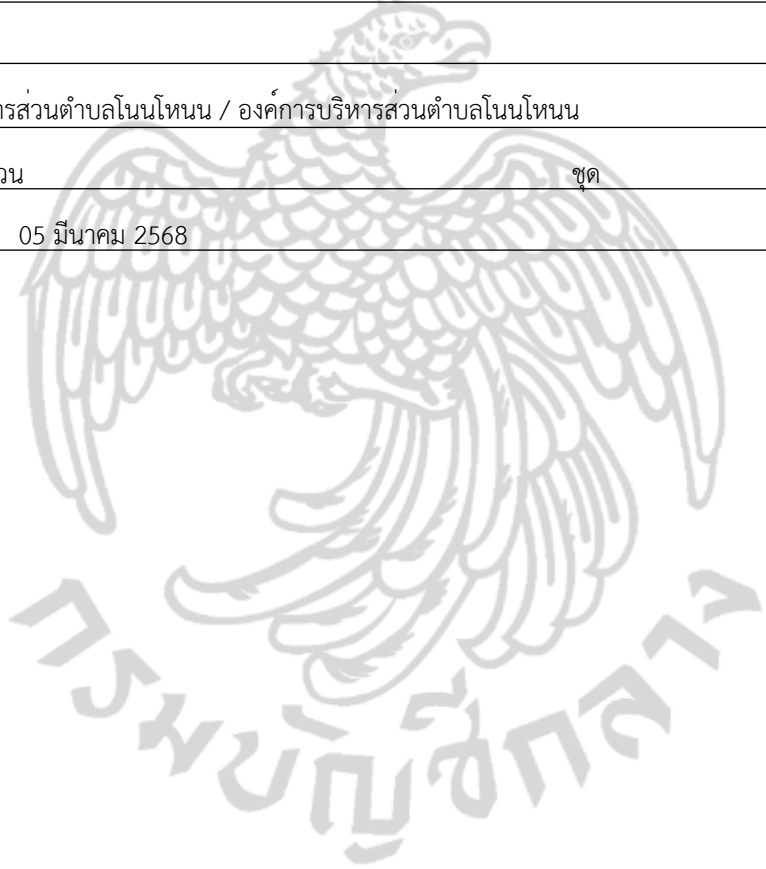 ารส่วนตำบลโนนโหนน / องค์การบริหารส่วนตำบลโนนโหนน
วน ชุด
05 มีนาคม 2568
กรมบัญชีกลาง